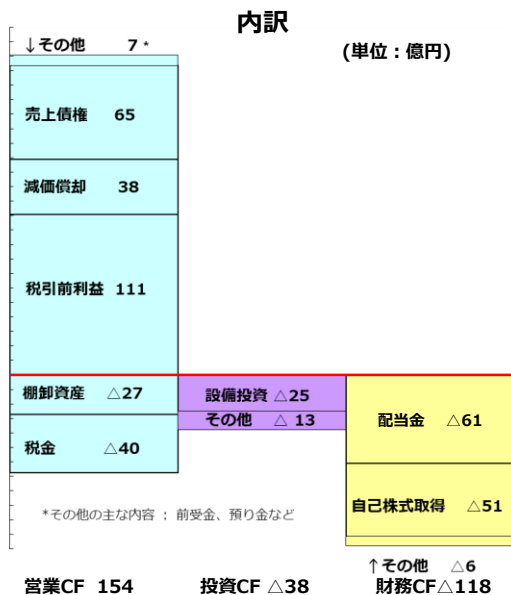 内訳
(単位：億円)
↓その他 7 *
売上債権 65
減価償却 38
税引前利益 111
棚卸資産 △27
税金 △40
設備投資 △25
その他 △ 13
配当金 △61
自己株式取得 △51
*その他の主な内容 ： 前受金、預り金など
↑その他 △6
営業CF 154
投資CF △38
財務CF△118